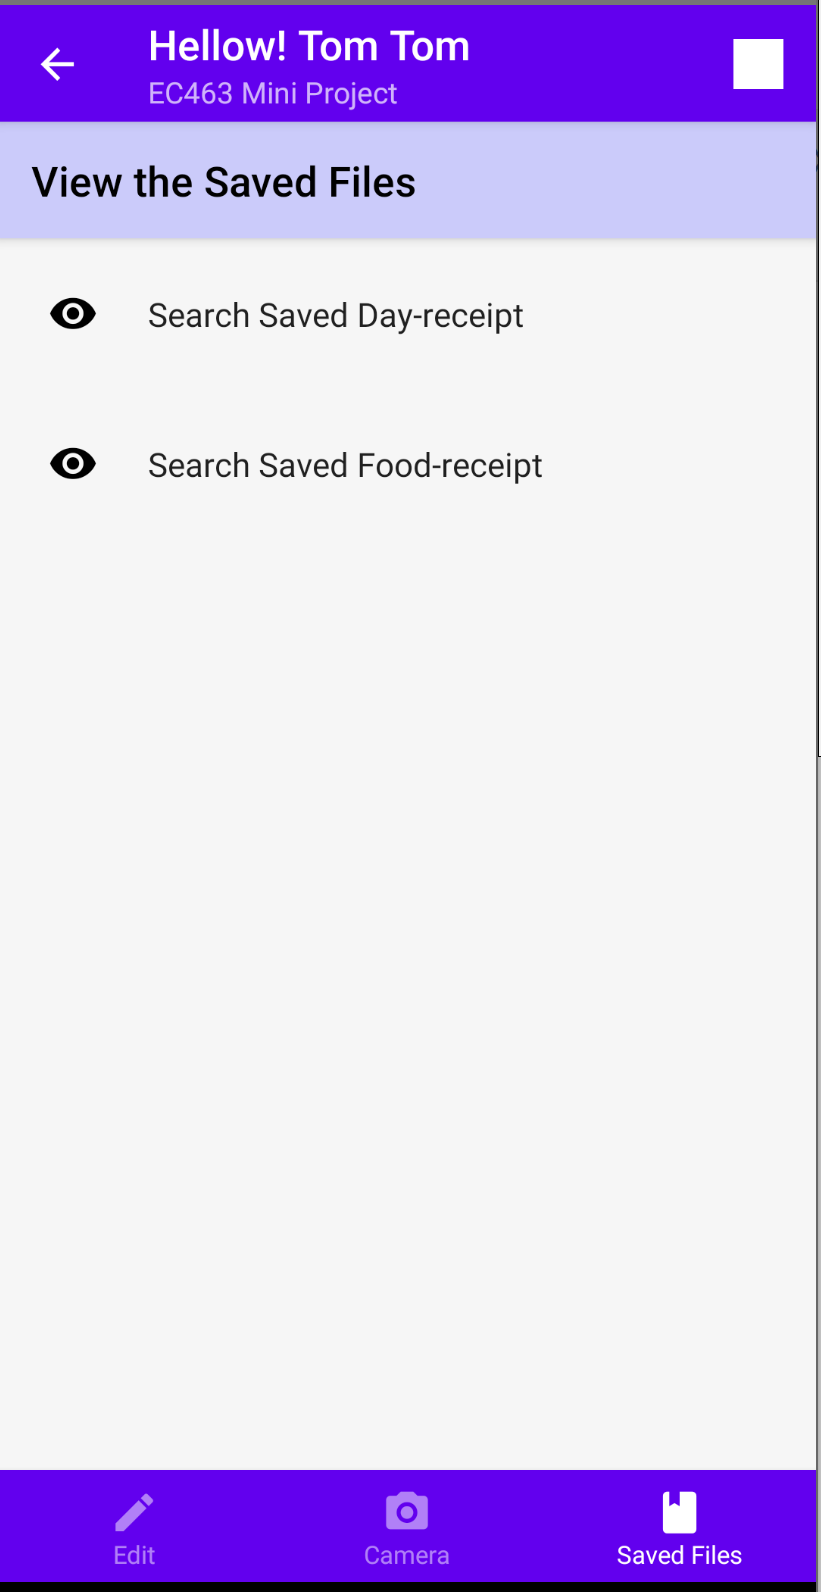 Hellow! Tom Tom
EC463 Mini Project
View the Saved Files
Search Saved Day-receipt
Search Saved Food-receipt
Edit
Camera
Saved Files